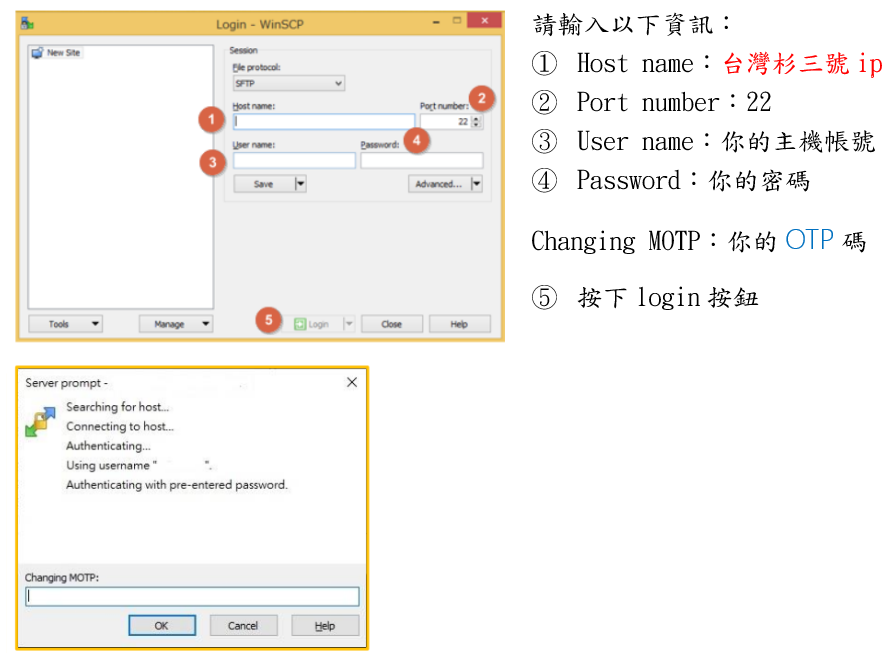 Login - WinSCP
New Site
Session
File protocol:
SFTP
Host name:
Port number:
2
1
22
User name:
Password:
4
3
Save
Advanced...
Tools
Manage
5
Login
Close
Help
請輸入以下資訊：
① Host name：台灣杉三號 ip
② Port number：22
③ User name：你的主機帳號
④ Password：你的密碼
Changing MOTP：你的 OTP 碼
⑤ 按下 login 按鈕
Server prompt -
Searching for host...
Connecting to host...
Authenticating...
Using username " ".
Authenticating with pre-entered password.
Changing MOTP:
OK
Cancel
Help